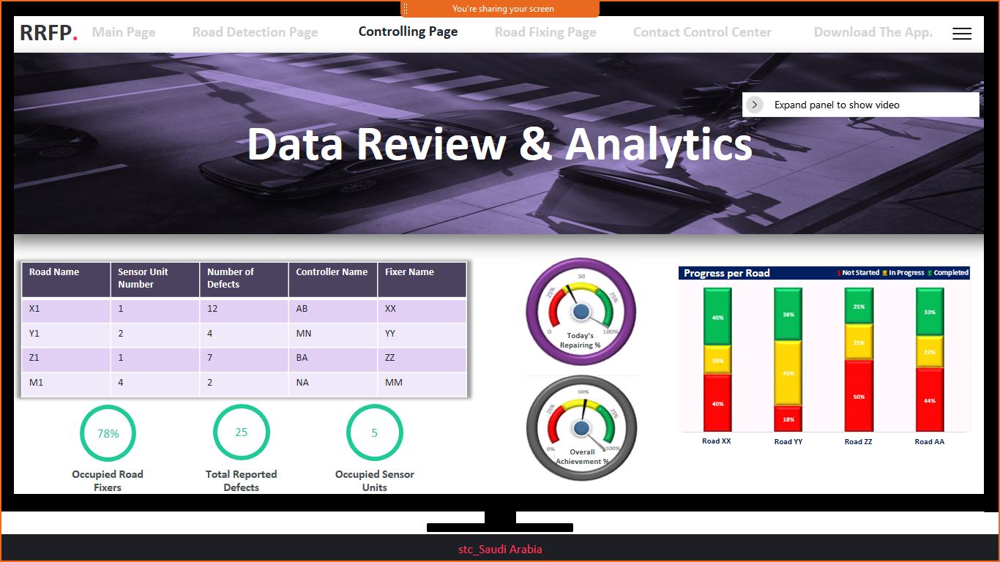 You're sharing your screen
RRFP.
Main Page
Road Detection Page
Controlling Page
Road Fixing Page
Contact Control Center
Download The App.
Expand panel to show video
Data Review & Analytics
Road Name
Sensor Unit
Number
Number of
Defects
Controller Name
Fixer Name
X1
1
12
AB
XX
Y1
2
4
MN
YY
Z1
1
7
BA
ZZ
M1
4
2
NA
MM
78%
Occupied Road
Fixers
25
Total Reported
Defects
5
Occupied Sensor
Units
0
25%
50
75%
100%
Today's
Repairing %
0%
25%
50%
75%
100%
Overall
Achievement %
Progress per Road
Not Started
In Progress
Completed
40%
20%
40%
Road XX
36%
45%
18%
Road YY
25%
25%
50%
Road ZZ
33%
22%
44%
Road AA
stc_Saudi Arabia